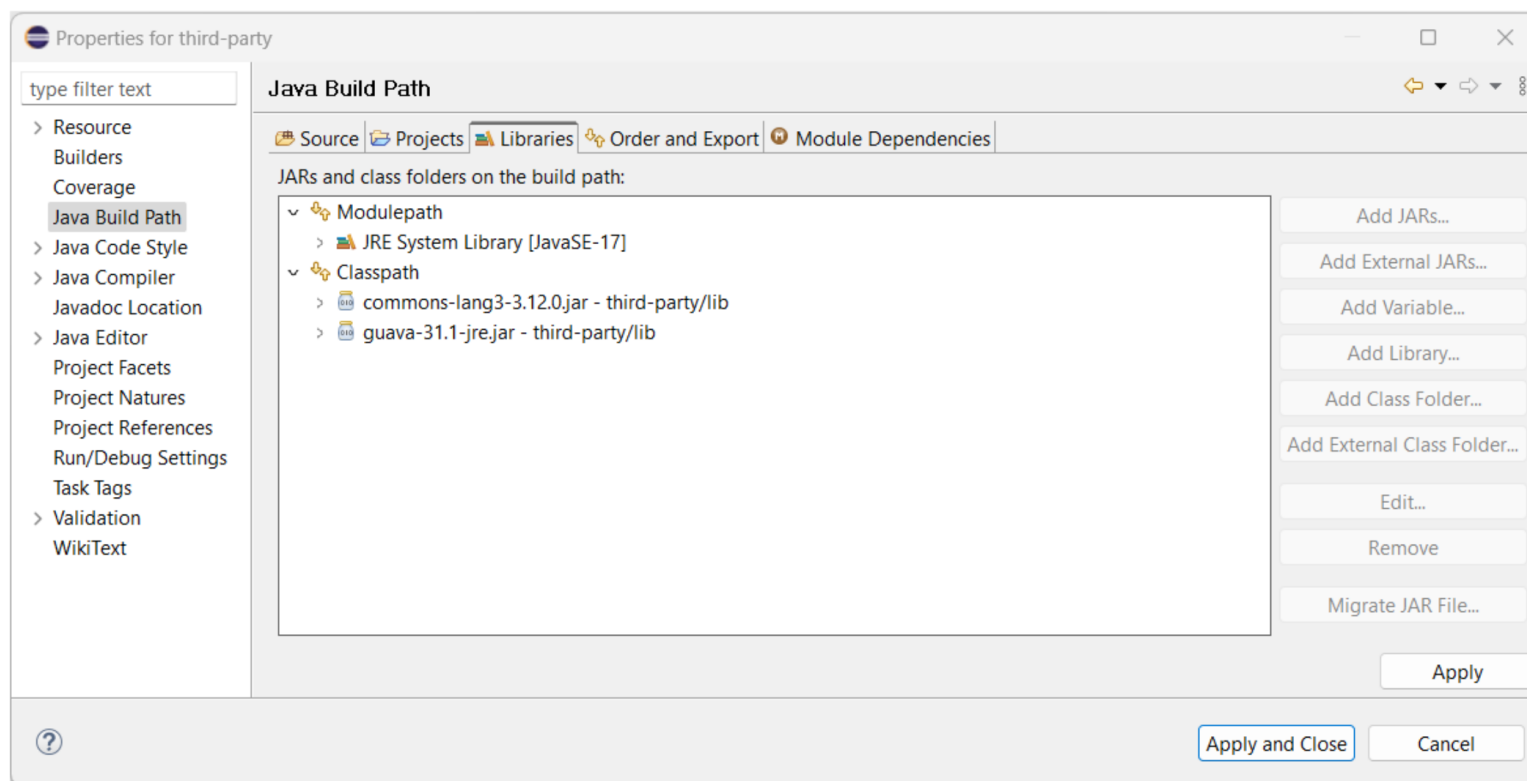 Properties for third-party
type filter text
Resource
Builders
Coverage
Java Build Path
Java Code Style
Java Compiler
Javadoc Location
Java Editor
Project Facets
Project Natures
Project References
Run/Debug Settings
Task Tags
Validation
WikiText
Java Build Path
Source Projects Libraries Order and Export Module Dependencies
JARs and class folders on the build path:
Modulepath
JRE System Library [JavaSE-17]
Classpath
commons-lang3-3.12.0.jar - third-party/lib
guava-31.1-jre.jar - third-party/lib
Add JARs...
Add External JARs...
Add Variable...
Add Library...
Add Class Folder...
Add External Class Folder...
Edit...
Remove
Migrate JAR File...
Apply
Apply and Close Cancel